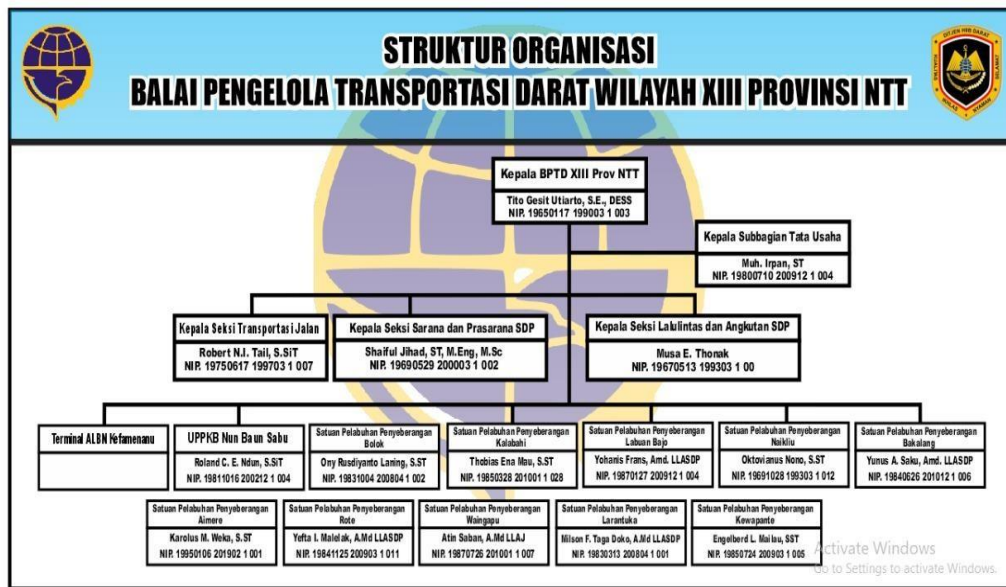 STRUKTUR ORGANISASI
BALAI PENGELOLA TRANSPORTASI DARAT WILAYAH XIII PROVINSI NTT
DITJEN HUB DARAT
Kepala BPTD XIII Prov NTT
Tito Gesit Utiarto, S.E., DESS
NIP. 19650117 199003 1 003
Kepala Subbagian Tata Usaha
Muh. Irpan, ST
NIP. 19800710 200912 1 004
Kepala Seksi Transportasi Jalan
Robert N.I. Tail, S.SiT
NIP. 19750617 199703 1 007
Kepala Seksi Sarana dan Prasarana SDP
Shaiful Jihad, ST, M.Eng, M.Sc
NIP. 19690529 200003 1 002
Kepala Seksi Lalulintas dan Angkutan SDP
Musa E. Thonak
NIP. 19670513 199303 1 00
Terminal ALBN Kefamenanu
UPPKB Nun Baun Sabu
Roland C. E. Ndun, S.SiT
NIP. 19811016 200212 1 004
Satuan Pelabuhan Penyeberangan
Bolok
Ony Rusdiyanto Laning, S.ST
NIP. 19831004 200804 1 002
Satuan Pelabuhan Penyeberangan
Kalabahi
Thobias Ena Mau, S.ST
NIP. 19850328 201001 1 028
Satuan Pelabuhan Penyeberangan
Labuan Bajo
Yohanis Frans, Amd. LLASDP
NIP. 19870127 200912 1 004
Satuan Pelabuhan Penyeberangan
Naikliu
Oktovianus Nono, S.ST
NIP. 19691028 199303 1 012
Satuan Pelabuhan Penyeberangan
Bakalang
Yunus A. Saku, Amd. LLASDP
NIP. 19840626 201012 1 006
Satuan Pelabuhan Penyeberangan
Aimere
Karolus M. Weka, S.ST
NIP. 19950106 201902 1 001
Satuan Pelabuhan Penyeberangan
Rote
Yefta I. Malelak, A.Md LLASDP
NIP. 19841125 200903 1 011
Satuan Pelabuhan Penyeberangan
Waingapu
Atin Saban, A.Md LLAJ
NIP. 19870726 201001 1 007
Satuan Pelabuhan Penyeberangan
Larantuka
Milson F. Taga Doko, A.Md LLASDP
NIP. 19830313 200804 1 001
Satuan Pelabuhan Penyeberangan
Kewapante
Engelberd L. Mailau, SST
NIP. 19850724 200903 1 005
Activate Windows
Go to Settings to activate Windows.